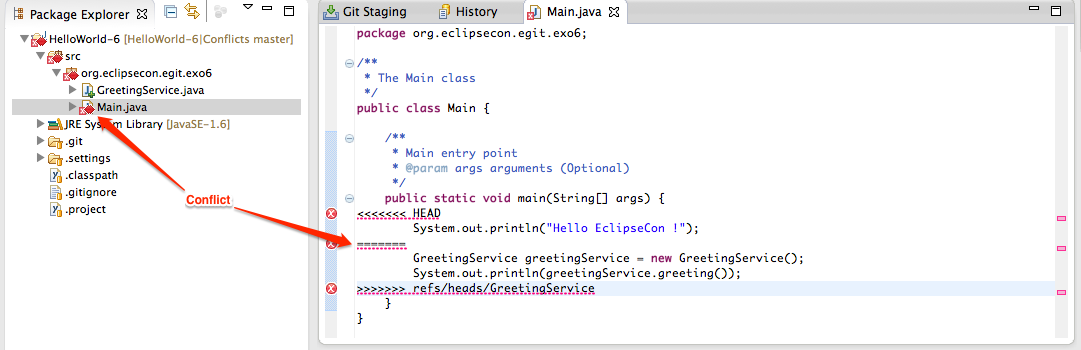 Package Explorer
HelloWorld-6 [HelloWorld-6|Conflicts master]
src
org.eclipsecon.egit.exo6
GreetingService.java
Main.java
JRE System Library [JavaSE-1.6]
.git
.settings
.classpath
.gitignore
.project
Conflict
Git Staging
History
Main.java
package org.eclipsecon.egit.exo6;
/**
* The Main class
*/
public class Main {
/**
* Main entry point
* @param args arguments (Optional)
*/
public static void main(String[] args) {
<<<<<<< HEAD
System.out.println("Hello EclipseCon !");
=======
GreetingService greetingService = new GreetingService();
System.out.println(greetingService.greeting());
>>>>>>> refs/heads/GreetingService
}
}